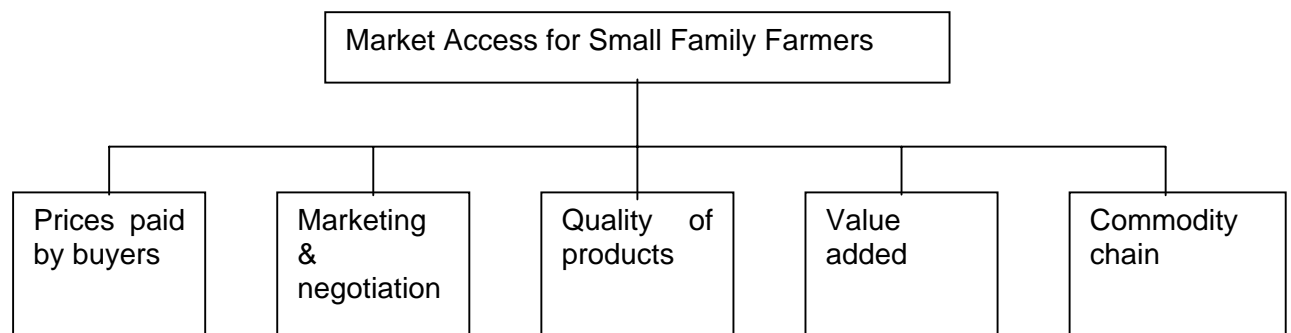 Market Access for Small Family Farmers
Prices paid
by buyers
Marketing
&
negotiation
Quality of
products
Value
added
Commodity
chain